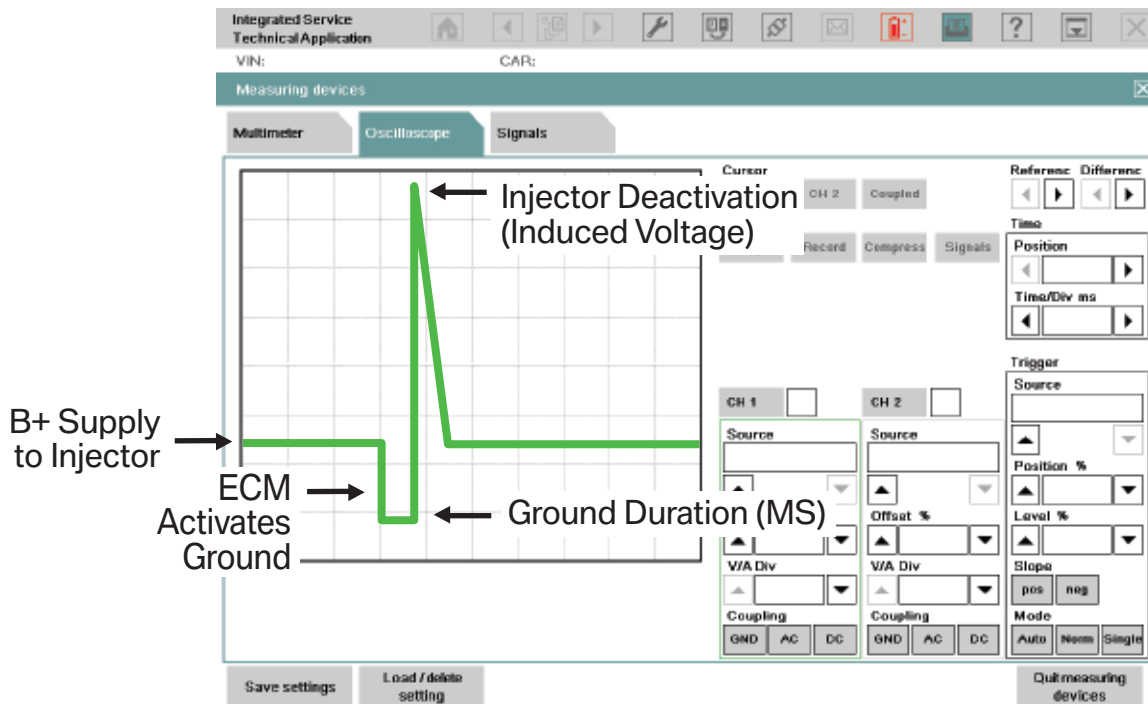 Integrated Service
Technical Application
?
VIN:
CAR:
Measuring devices
Multimeter
Oscilloscope
Signals
Injector Deactivation
(Induced Voltage)
B+ Supply
to Injector
ECM
Activates
Ground
Ground Duration (MS)
Cursor
CH 2
Coupled
Record
Compress
Signals
Referenc
Differenc
Time
Position
Time/Div ms
CH 1
Source
V/A Div
Coupling
GND
AC
DC
CH 2
Source
Offset %
V/A Div
Coupling
GND
AC
DC
Trigger
Source
Position %
Level %
Slope
pos
neg
Mode
Auto
Norm
Single
Save settings
Load / delete
setting
Quit measuring
devices